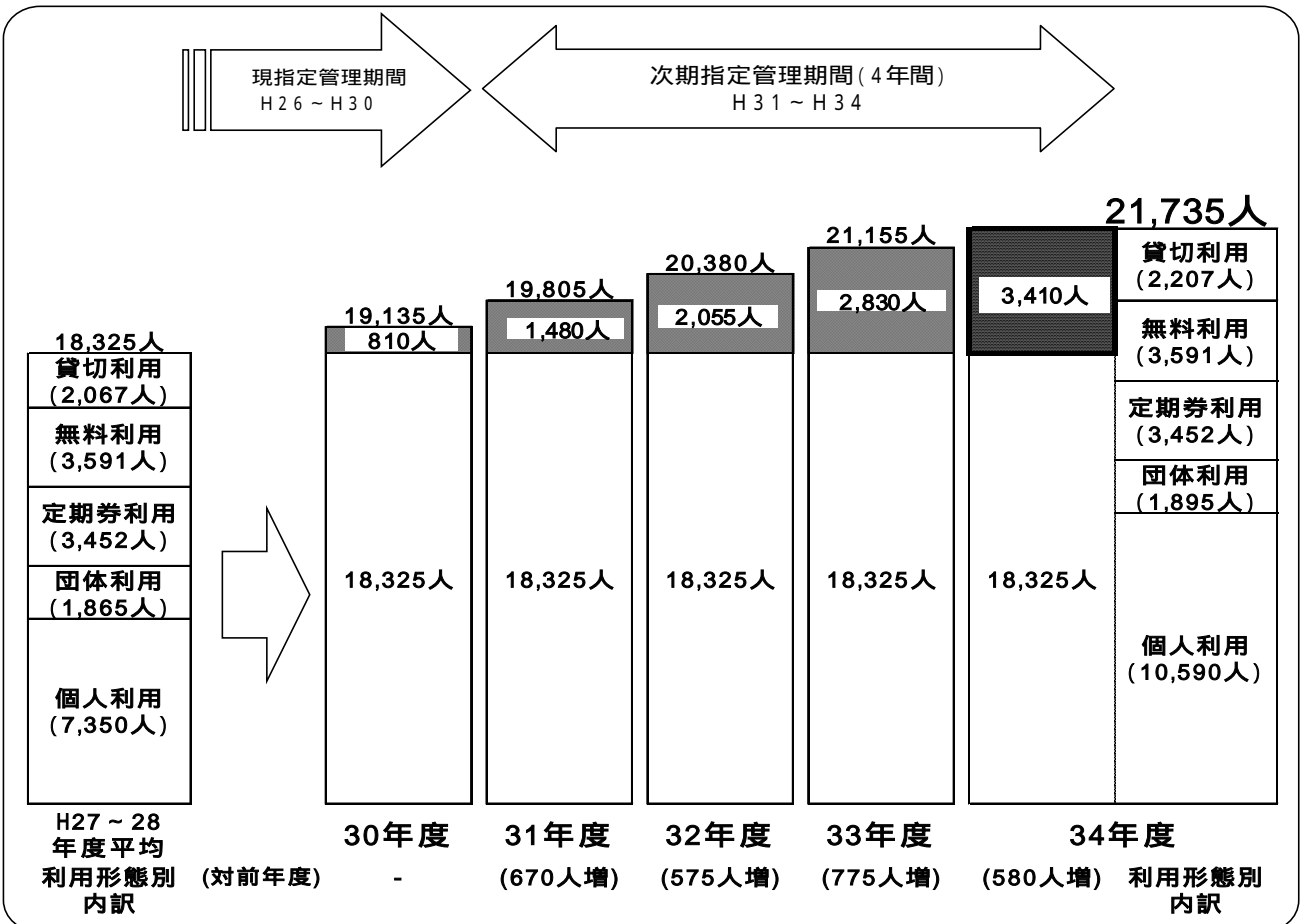 現指定管理期間
H26~H30
次期指定管理期間(4年間)
H31~H34
18,325人
貸切利用
(2,067人)
無料利用
(3,591人)
定期券利用
(3,452人)
団体利用
(1,865人)
個人利用
(7,350人)
H27~28
年度平均
利用形態別
内訳
(対前年度)
19,135人
810人
18,325人
30年度
-
19,805人
1,480人
18,325人
31年度
(670人増)
20,380人
2,055人
18,325人
32年度
(575人増)
21,155人
2,830人
18,325人
33年度
(775人増)
3,410人
18,325人
34年度
(580人増)
21,735人
貸切利用
(2,207人)
無料利用
(3,591人)
定期券利用
(3,452人)
団体利用
(1,895人)
個人利用
(10,590人)
利用形態別
内訳